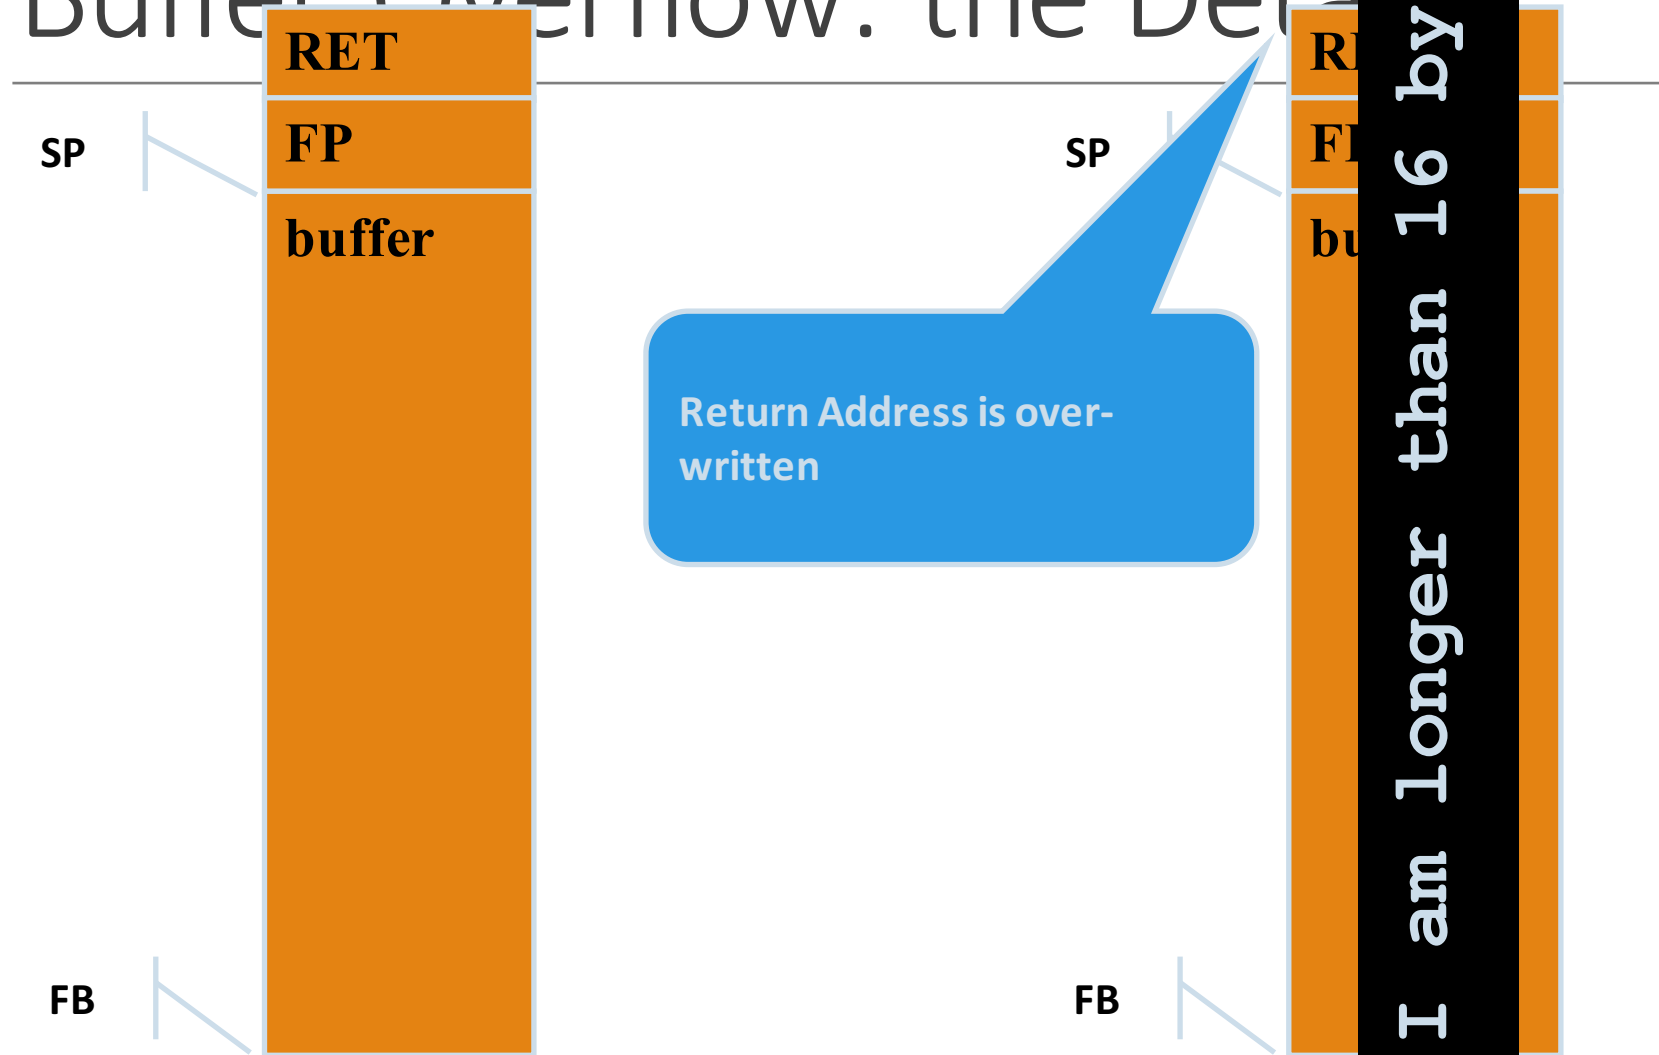 RET
FP
SP
buffer
FB
Return Address is over-
written
SP
FB
I am longer than 16 by